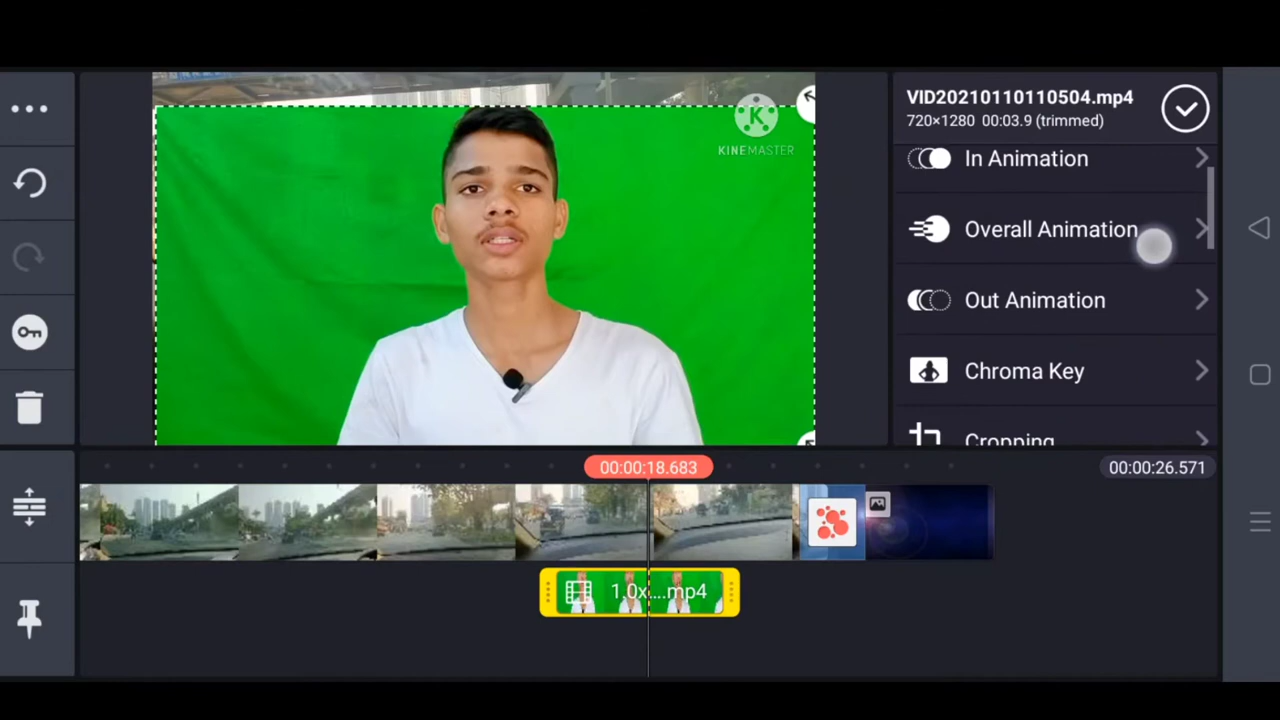 VID20210110110504.mp4
720×1280 00:03.9 (trimmed)
K
KINEMASTER
In Animation
Overall Animation
Out Animation
Chroma Key
Cropping
00:00:18.683
00:00:26.571
1.0x....mp4